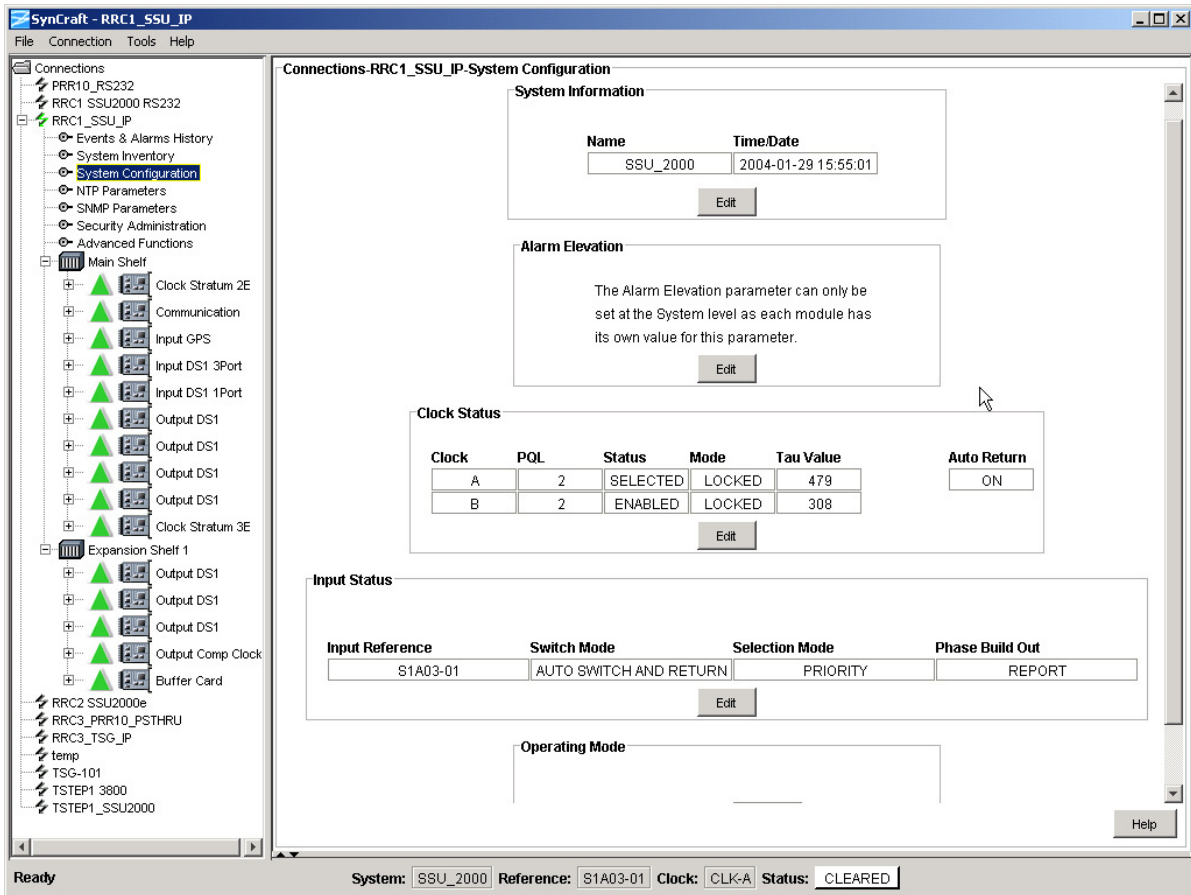 SynCraft - RRC1_SSU_IP
File Connection Tools Help
Connections
PRR10_RS232
RRC1 SSU2000 RS232
RRC1_SSU_IP
Events & Alarms History
System Inventory
System Configuration
NTP Parameters
SNMP Parameters
Security Administration
Advanced Functions
Main Shelf
Clock Stratum 2E
Communication
Input GPS
Input DS1 3Port
Input DS1 1Port
Output DS1
Output DS1
Output DS1
Output DS1
Clock Stratum 3E
Expansion Shelf 1
Output DS1
Output DS1
Output DS1
Output Comp Clock
Buffer Card
RRC2 SSU2000e
RRC3_PRR10_PSTHRU
RRC3_TSG_IP
temp
TSG-101
TSTEP1 3800
TSTEP1_SSU2000
Connections-RRC1_SSU_IP-System Configuration
System Information
Name Time/Date
SSU_2000 2004-01-29 15:55:01
Edit
Alarm Elevation
The Alarm Elevation parameter can only be
set at the System level as each module has
its own value for this parameter.
Edit
Clock Status
Clock PQL Status Mode Tau Value Auto Return
A 2 SELECTED LOCKED 479 ON
B 2 ENABLED LOCKED 308
Edit
Input Status
Input Reference Switch Mode Selection Mode Phase Build Out
S1A03-01 AUTO SWITCH AND RETURN PRIORITY REPORT
Edit
Operating Mode
Help
Ready System: SSU_2000 Reference: S1A03-01 Clock: CLK-A Status: CLEARED